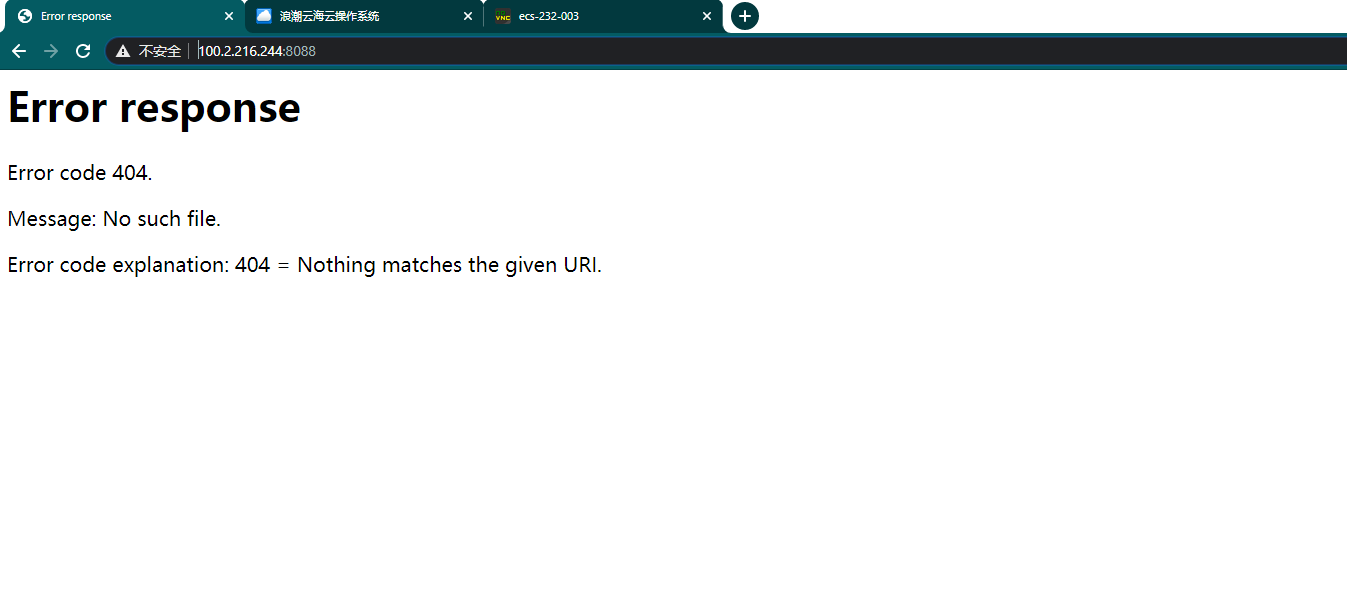 Error response
浪潮云海云操作系统
ecs-232-003
不安全
100.2.216.244:8088
Error response
Error code 404.
Message: No such file.
Error code explanation: 404 = Nothing matches the given URI.